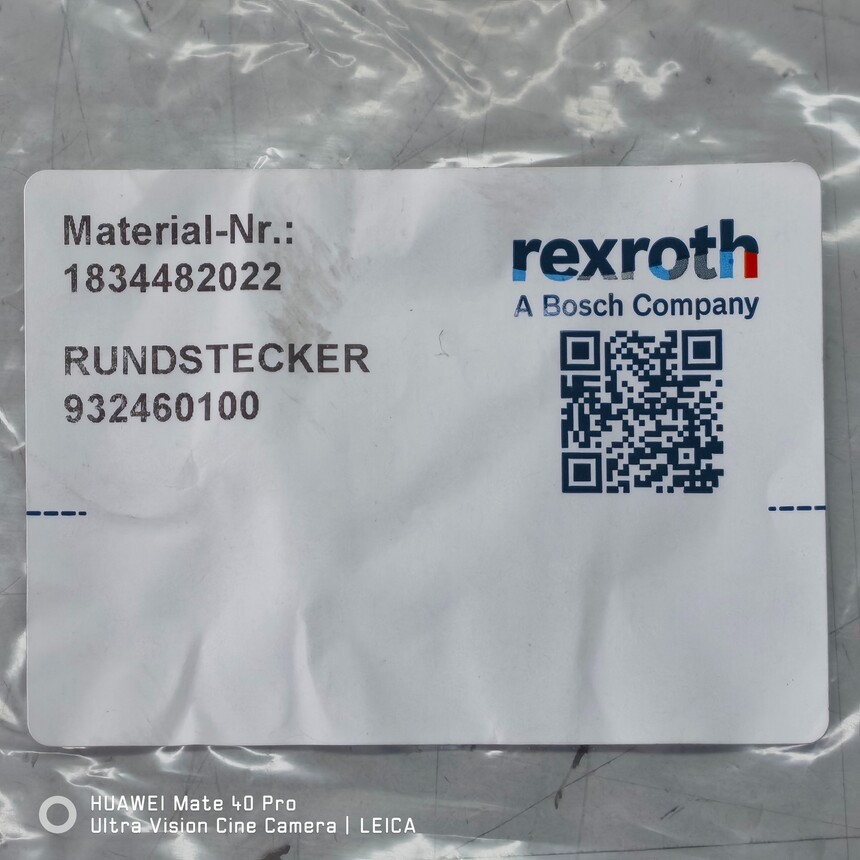 Material-Nr.:
1834482022
RUNDSTECKER
932460100
rexroth
A Bosch Company
HUAWEI Mate 40 Pro
Ultra Vision Cine Camera | LEICA